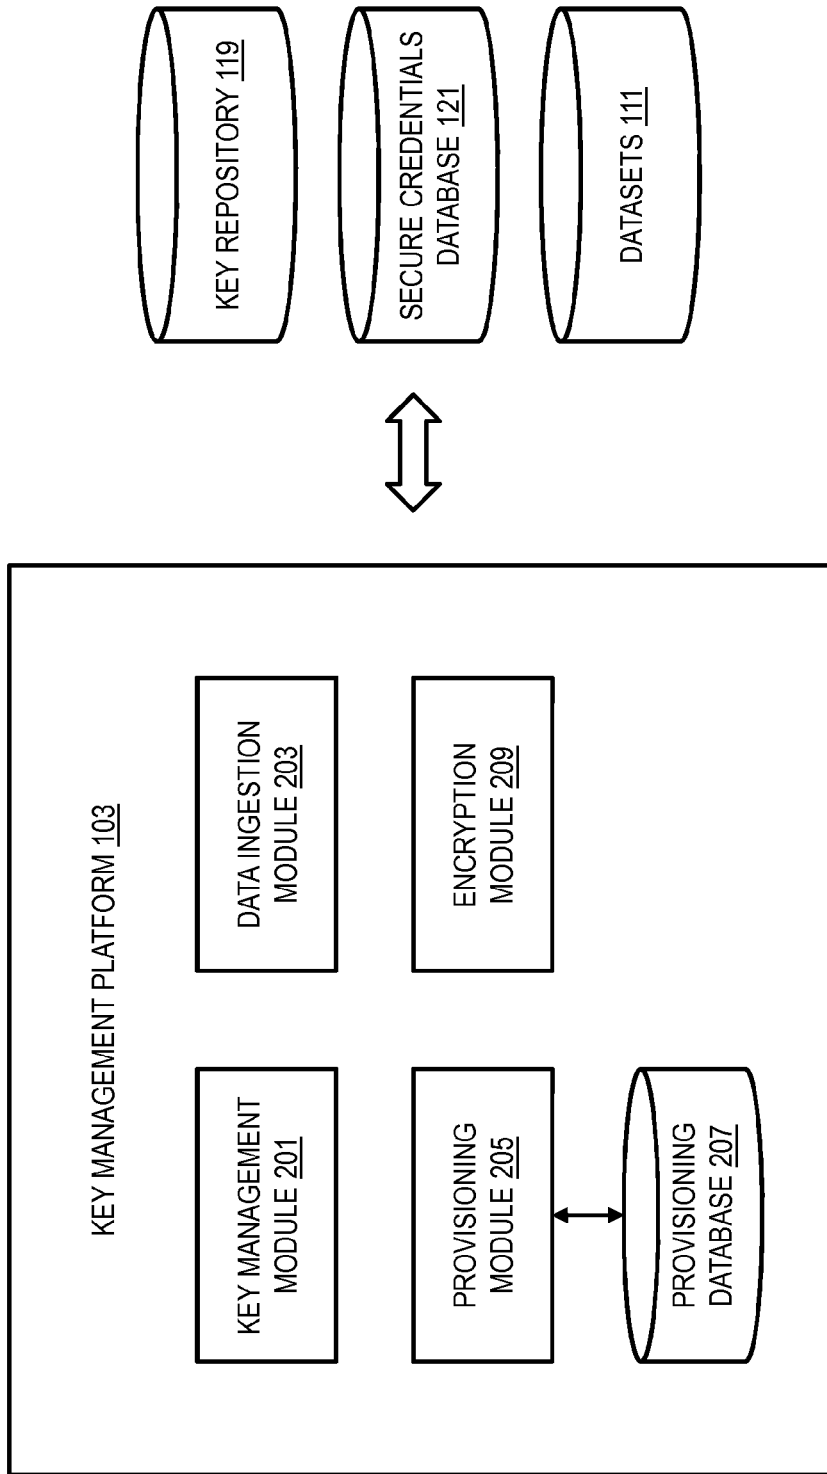 KEY MANAGEMENT PLATFORM 103
KEY MANAGEMENT
MODULE 201
DATA INGESTION
MODULE 203
PROVISIONING
MODULE 205
ENCRYPTION
MODULE 209
PROVISIONING
DATABASE 207
KEY REPOSITORY 119
SECURE CREDENTIALS
DATABASE 121
DATASETS 111